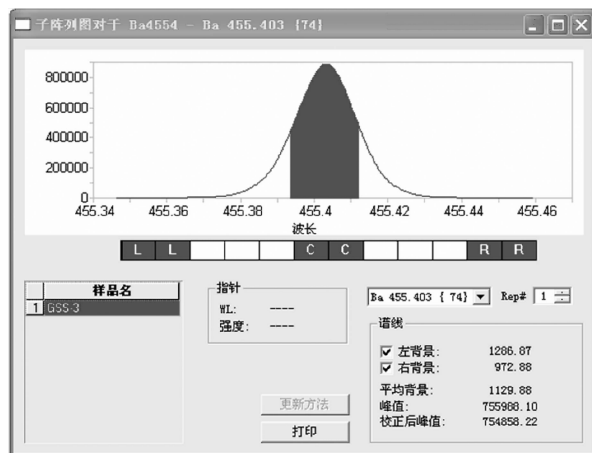 子阵列图对于 Ba4554 - Ba 455.403 {74}
800000
600000
400000
200000
0
455.34 455.36 455.38 455.4 455.42 455.44 455.46
波长
L L C C R R
样品名
1 GSS-3
指针
WL: ----
强度: ----
Ba 455.403 { 74} Rep# 1
谱线
左背景: 1286.87
右背景: 972.88
平均背景: 1129.88
峰值: 755988.10
校正后峰值: 754858.22
更新方法
打印